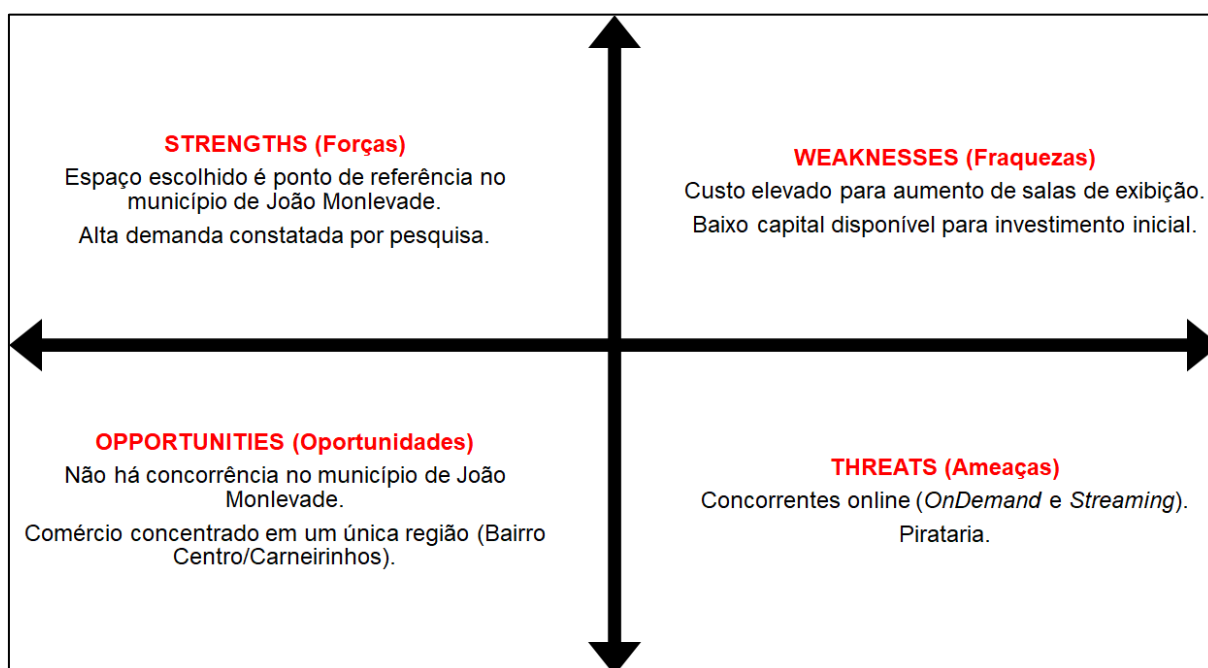 STRENGTHS (Forças)
Espaço escolhido é ponto de referência no
município de João Monlevade.
Alta demanda constatada por pesquisa.
WEAKNESSES (Fraquezas)
Custo elevado para aumento de salas de exibição.
Baixo capital disponível para investimento inicial.
OPPORTUNITIES (Oportunidades)
Não há concorrência no município de João
Monlevade.
Comércio concentrado em um única região (Bairro
Centro/Carneirinhos).
THREATS (Ameaças)
Concorrentes online (OnDemand e Streaming).
Pirataria.